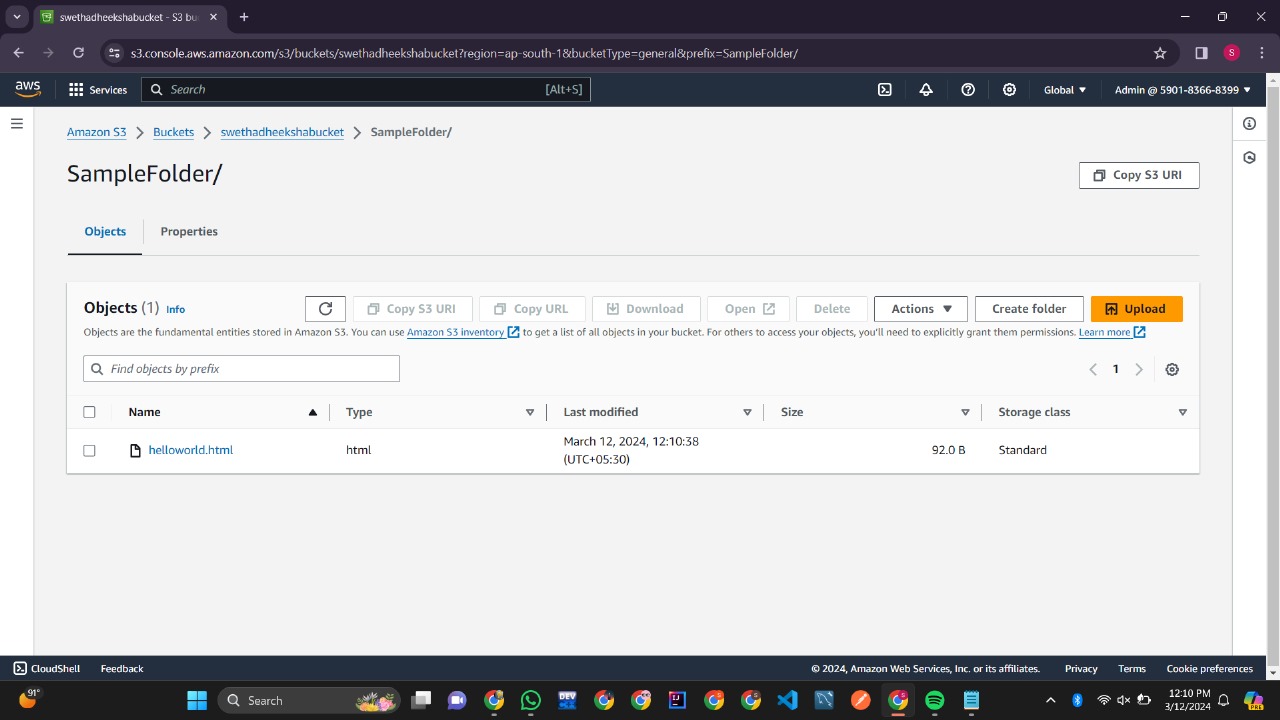 swethadheekshabucket - S3 bu
s3.console.aws.amazon.com/s3/buckets/swethadheekshabucket?region=ap-south-1&bucketType=general&prefix=SampleFolder/
S
aws Services Search [Alt+S] Global Admin @ 5901-8366-8399
Amazon S3 Buckets swethadheekshabucket SampleFolder/
SampleFolder/
Copy S3 URI
Objects Properties
Objects (1) Info Copy S3 URI Copy URL Download Open Delete Actions Create folder Upload
Objects are the fundamental entities stored in Amazon S3. You can use Amazon S3 inventory to get a list of all objects in your bucket. For others to access your objects, you'll need to explicitly grant them permissions. Learn more
Find objects by prefix 1
Name Type Last modified Size Storage class
helloworld.html html March 12, 2024, 12:10:38 (UTC+05:30) 92.0 B Standard
CloudShell Feedback © 2024, Amazon Web Services, Inc. or its affiliates. Privacy Terms Cookie preferences
91° Search DEV PRE
12:10 PM
3/12/2024